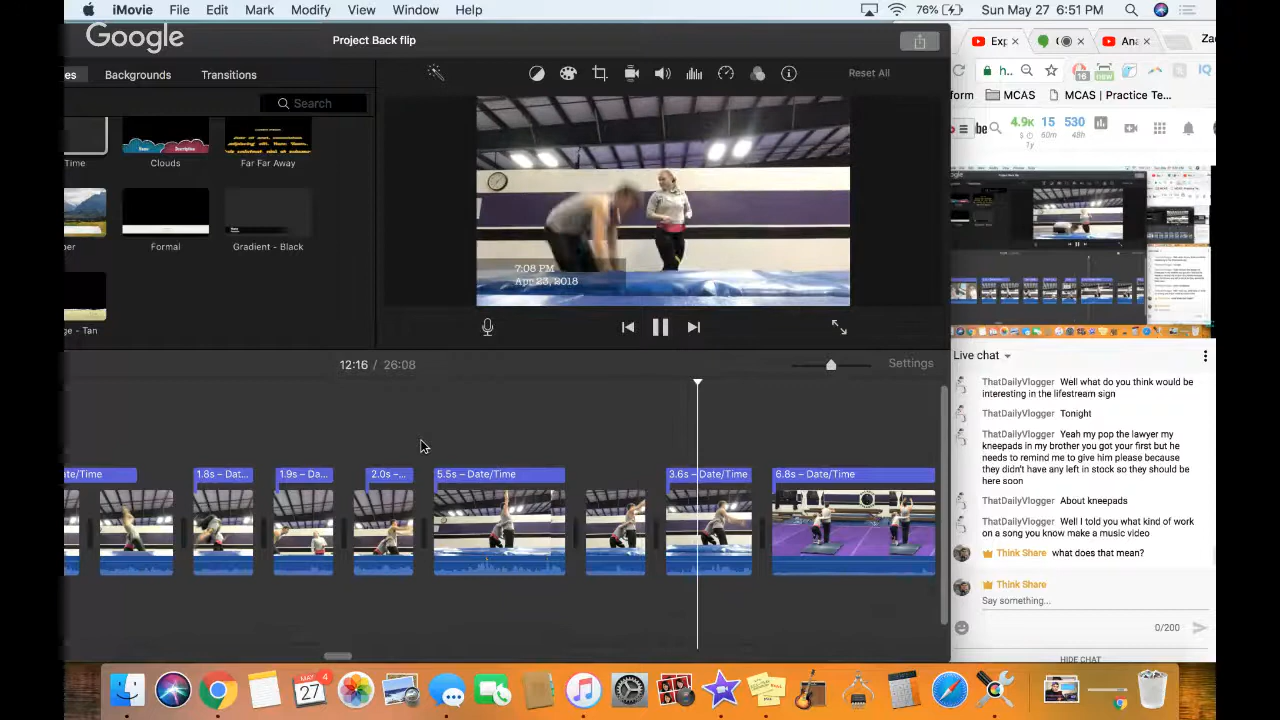 iMovie File Edit Mark Modify View Window Help
76% Sun May 27 6:51 PM
Google
Project Back flip
Backgrounds Transitions
Reset All
Search
Time Clouds Far Far Away
Formal Gradient - Black
Tan
7:08 PM
Apr 23, 2018
12:16 / 26:08
Settings
1.8s – Dat...
1.9s – Da...
2.0s –...
5.5s – Date/Time
3.6s – Date/Time
6.8s – Date/Time
MAY
27
4
Exp
Ana
h...
16
new
IQ
MCAS
MCAS | Practice Te...
4.9K 15 530
1y 60m 48h
Live chat
ThatDailyVlogger Well what do you think would be
interesting in the lifestream sign
ThatDailyVlogger Tonight
ThatDailyVlogger Yeah my pop the lawyer my
kneepads in my brother you got your first but he
needs to remind me to give him please because
they didn't have any left in stock so they should be
here soon
ThatDailyVlogger About kneepads
ThatDailyVlogger Well I told you what kind of work
on a song you know make a music video
Think Share what does that mean?
Think Share
Say something...
0/200
HIDE CHAT